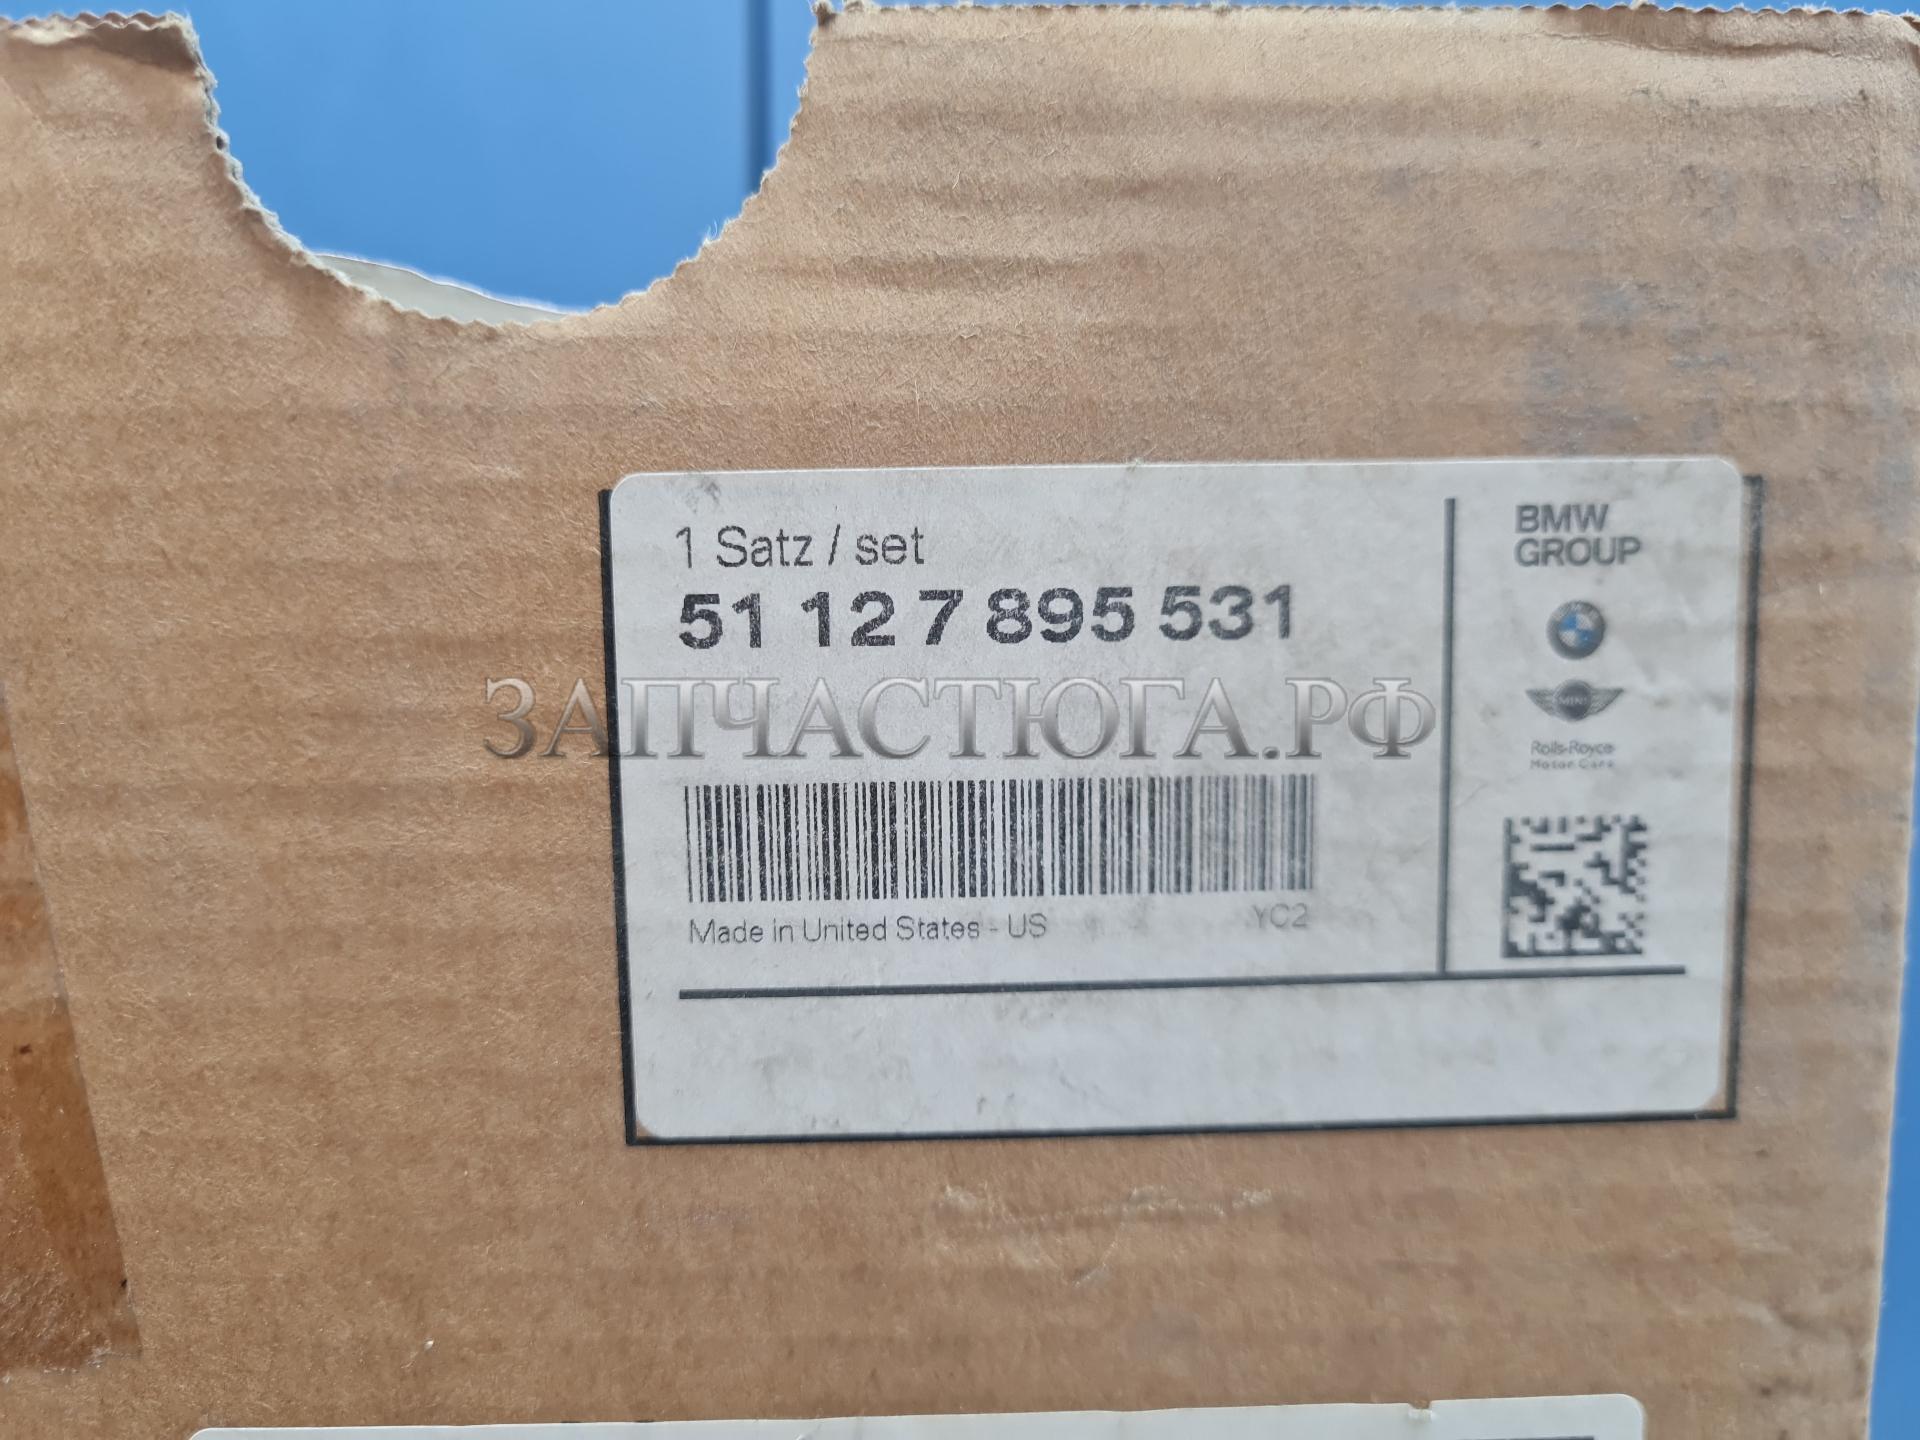 1 Satz / set
51 12 7 895 531
ЗАПЧАСТЮГА.РФ
Made in United States - US
YC2
BMW
GROUP
MINI
Rolls-Royce
Motor Cars